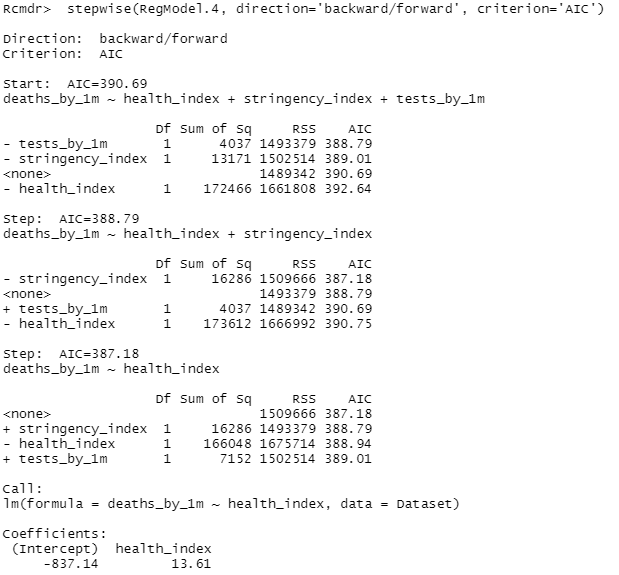 Rcmdr>  stepwise(RegModel.4, direction='backward/forward', criterion='AIC')
Direction:  backward/forward
Criterion:  AIC
Start:  AIC=390.69
deaths_by_1m ~ health_index + stringency_index + tests_by_1m
                   Df Sum of Sq     RSS    AIC
- tests_by_1m       1      4037 1493379 388.79
- stringency_index  1     13171 1502514 389.01
<none>                          1489342 390.69
- health_index      1    172466 1661808 392.64
Step:  AIC=388.79
deaths_by_1m ~ health_index + stringency_index
                   Df Sum of Sq     RSS    AIC
- stringency_index  1     16286 1509666 387.18
<none>                          1493379 388.79
+ tests_by_1m       1      4037 1489342 390.69
- health_index      1    173612 1666992 390.75
Step:  AIC=387.18
deaths_by_1m ~ health_index
                   Df Sum of Sq     RSS    AIC
<none>                          1509666 387.18
+ stringency_index  1     16286 1493379 388.79
- health_index      1    166048 1675714 388.94
+ tests_by_1m       1      7152 1502514 389.01
Call:
lm(formula = deaths_by_1m ~ health_index, data = Dataset)
Coefficients:
 (Intercept)  health_index
     -837.14         13.61